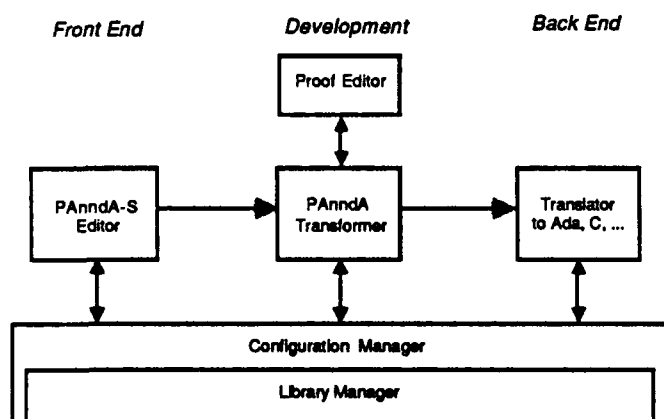 Front End Development Back End
Proof Editor
PAnndA-S
Editor
PAnndA
Transformer
Translator
to Ada, C, ...
Configuration Manager
Library Manager